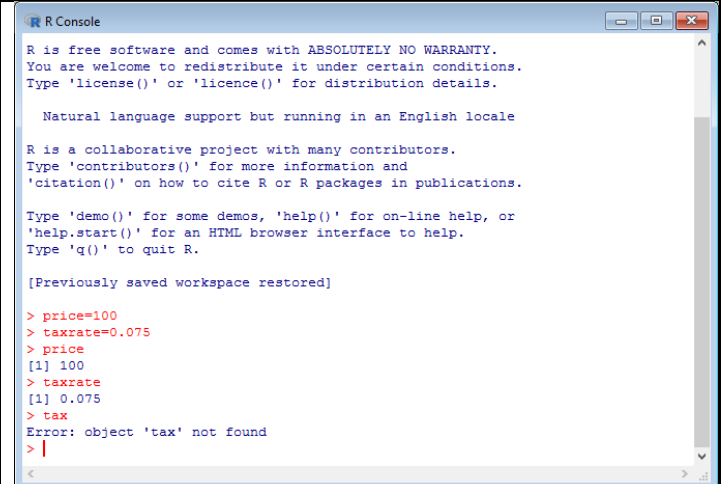 R Console
R is free software and comes with ABSOLUTELY NO WARRANTY.
You are welcome to redistribute it under certain conditions.
Type 'license()' or 'licence()' for distribution details.
Natural language support but running in an English locale
R is a collaborative project with many contributors.
Type 'contributors()' for more information and
'citation()' on how to cite R or R packages in publications.
Type 'demo()' for some demos, 'help()' for on-line help, or
'help.start()' for an HTML browser interface to help.
Type 'q()' to quit R.
[Previously saved workspace restored]
> price=100
> taxrate=0.075
> price
[1] 100
> taxrate
[1] 0.075
> tax
Error: object 'tax' not found
>